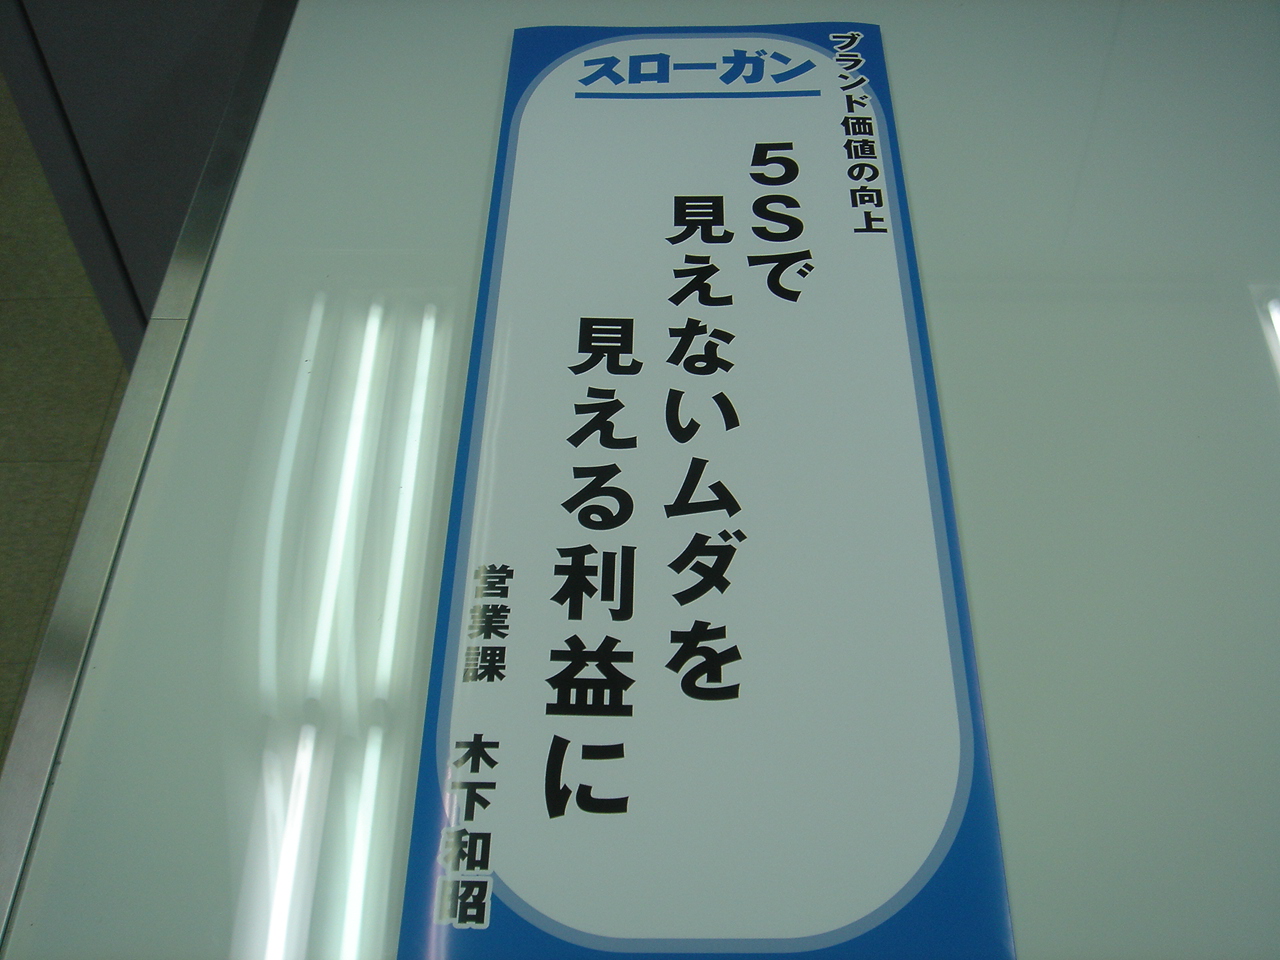 スローガン
ブランド価値の向上
5Sで
見えないムダを
見える利益に
営業課 木下和昭